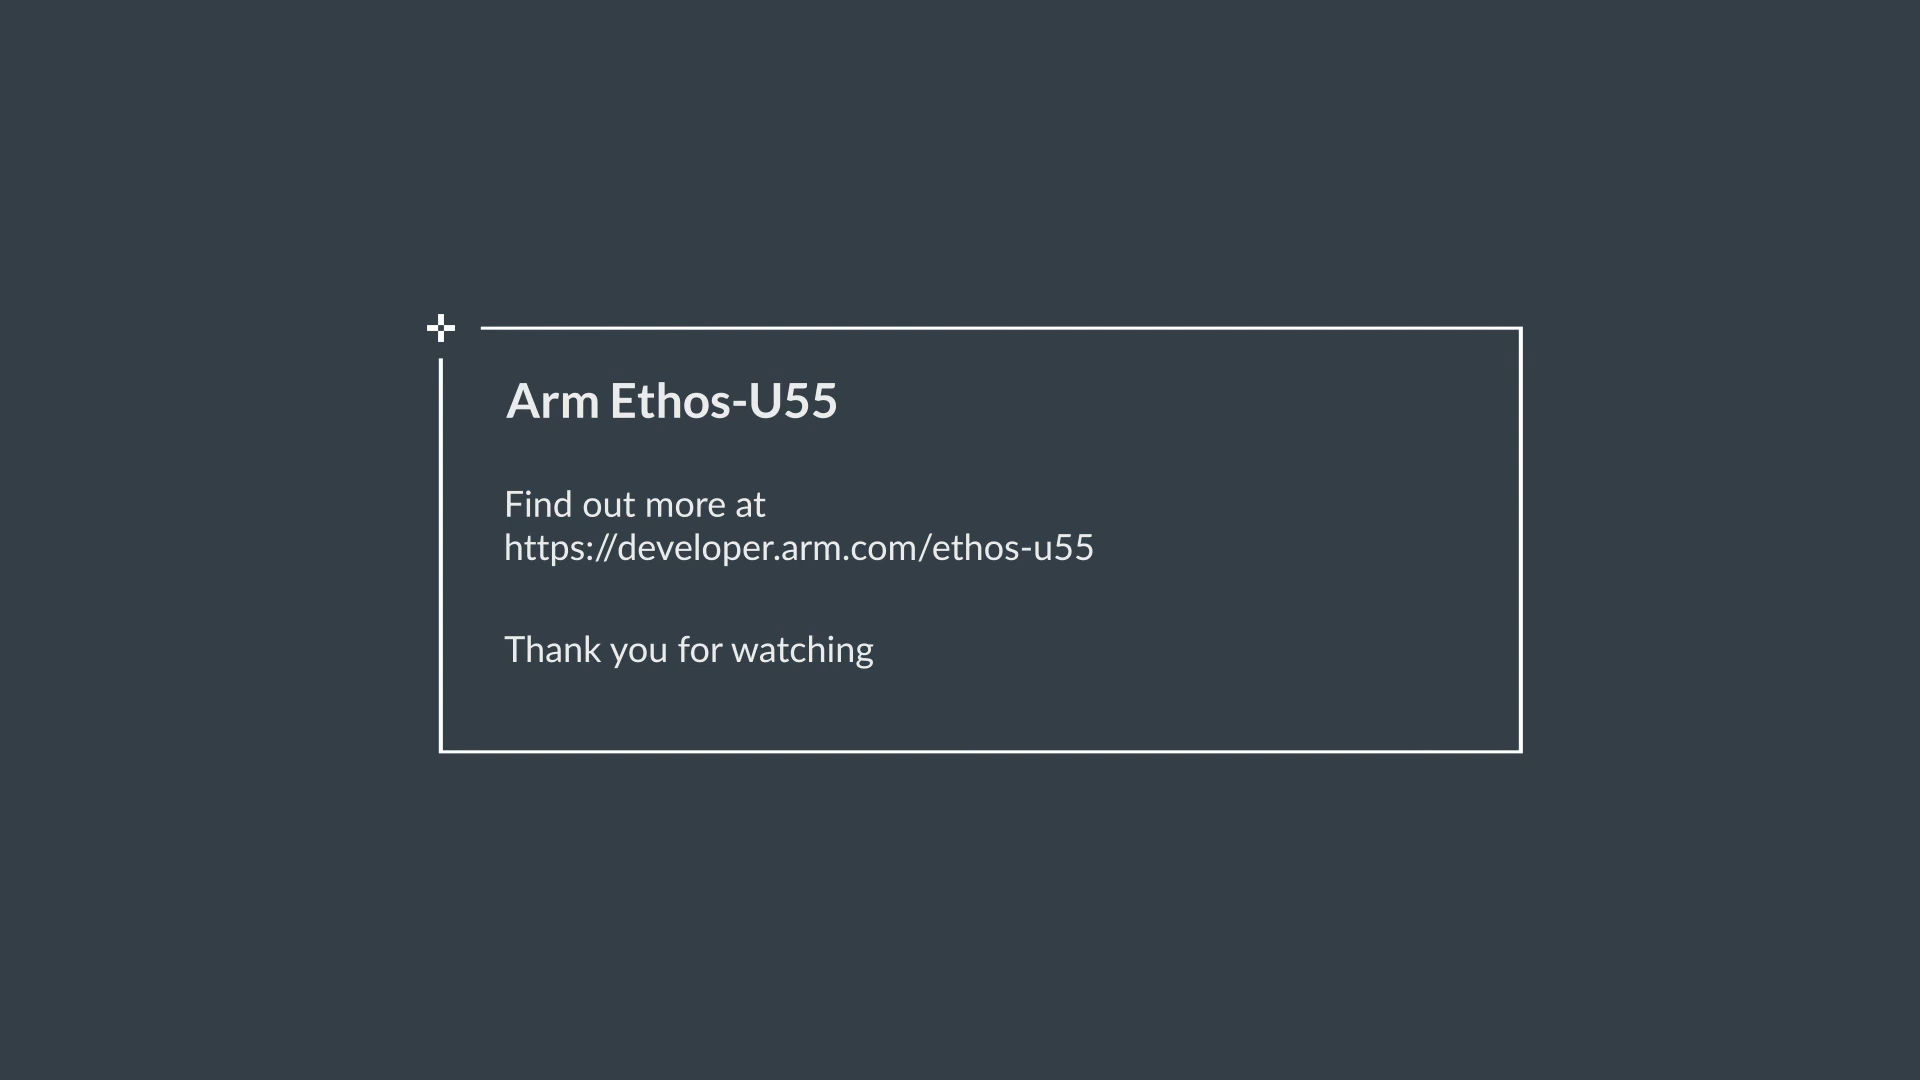 Arm Ethos-U55
Find out more at
https://developer.arm.com/ethos-u55
Thank you for watching